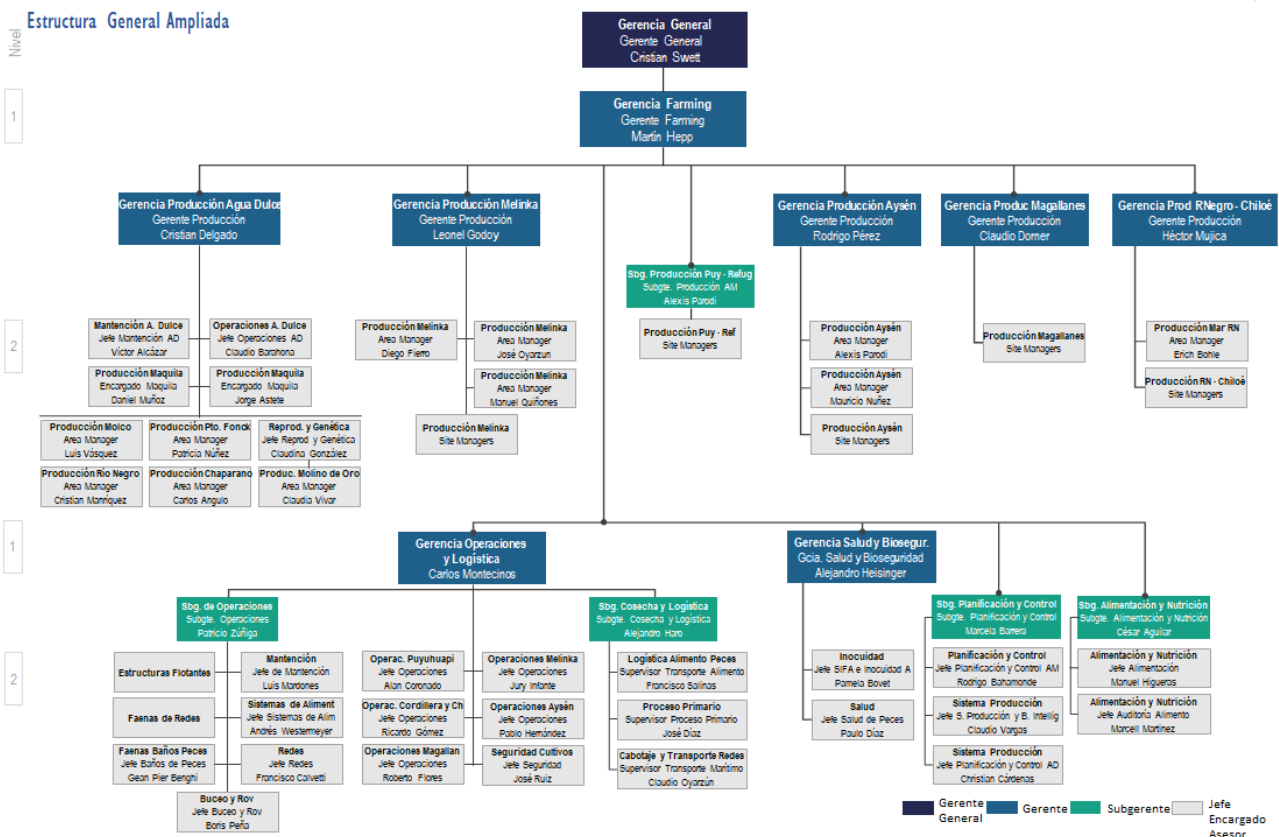 Estructura General Ampliada
Nivel
Gerencia General
Gerente General
Cristian Swett
1
Gerencia Farming
Gerente Farming
Martin Hepp
Gerencia Producción Agua Dulce
Gerente Producción
Cristian Delgado
Gerencia Producción Melinka
Gerente Producción
Leonel Godoy
Gerencia Producción Aysén
Gerente Producción
Rodrigo Pérez
Gerencia Produc Magallanes
Gerente Producción
Claudio Dorner
Gerencia Prod RNegro - Chiloé
Gerente Producción
Héctor Mujica
Sbg. Producción Puy - Refug
Subgte. Producción AM
Alexis Parodi
2
Mantención A. Dulce
Jefe Mantención AD
Víctor Alcázar
Operaciones A. Dulce
Jefe Operaciones AD
Claudio Barahona
Producción Maquila
Encargado Maquila
Daniel Muñoz
Producción Maquila
Encargado Maquila
Jorge Astete
Producción Molco
Area Manager
Luis Vásquez
Producción Pto. Fonck
Area Manager
Patricia Núñez
Reprod. y Genética
Jefe Reprod y Genética
Claudina González
Producción Río Negro
Area Manager
Cristian Manríquez
Producción Chaparano
Area Manager
Carlos Angulo
Produc. Molino de Oro
Area Manager
Claudia Vivar
Producción Melinka
Area Manager
Diego Fierro
Producción Melinka
Area Manager
José Oyarzun
Producción Melinka
Area Manager
Manuel Quiñones
Producción Melinka
Site Managers
Producción Puy - Ref
Site Managers
Producción Aysén
Area Manager
Alexis Parodi
Producción Aysén
Area Manager
Mauricio Nuñez
Producción Aysén
Site Managers
Producción Magallanes
Site Managers
Producción Mar RN
Area Manager
Erich Bohle
Producción RN - Chiloé
Site Managers
1
Gerencia Operaciones
y Logística
Carlos Montecinos
Gerencia Salud y Biosegur.
Gcia. Salud y Bioseguridad
Alejandro Heisinger
Sbg. de Operaciones
Subgte. Operaciones
Patricio Zúñiga
Sbg. Cosecha y Logística
Subgte. Cosecha y Logística
Alejandro Haro
Sbg. Planificación y Control
Subgte. Planificación y Control
Marcela Barrera
Sbg. Alimentación y Nutrición
Subgte. Alimentación y Nutrición
César Aguilar
2
Estructuras Flotantes
Mantención
Jefe de Mantención
Luis Mardones
Faenas de Redes
Sistemas de Aliment
Jefe Sistemas de Alim
Andrés Westermeyer
Faenas Baños Peces
Jefe Baños de Peces
Gean Pier Benghi
Redes
Jefe Redes
Francisco Calvetti
Buceo y Rov
Jefe Buceo y Rov
Boris Peña
Operac. Puyuhuapi
Jefe Operaciones
Alan Coronado
Operaciones Melinka
Jefe Operaciones
Jury Infante
Operac. Cordillera y Ch
Jefe Operaciones
Ricardo Gómez
Operaciones Aysén
Jefe Operaciones
Pablo Hernández
Operaciones Magallan
Jefe Operaciones
Roberto Flores
Seguridad Cultivos
Jefe Seguridad
José Ruiz
Logística Alimento Peces
Supervisor Transporte Alimento
Francisco Salinas
Proceso Primario
Supervisor Proceso Primario
José Díaz
Cabotaje y Transporte Redes
Supervisor Transporte Marítimo
Claudio Oyarzún
Inocuidad
Jefe SIFA e Inocuidad A
Pamela Bovet
Salud
Jefe Salud de Peces
Paulo Díaz
Planificación y Control
Jefe Planificación y Control AM
Rodrigo Bahamonde
Sistema Producción
Jefe S. Producción y B. Intellig
Claudio Vargas
Sistema Producción
Jefe Planificación y Control AD
Christian Cárdenas
Alimentación y Nutrición
Jefe Alimentación
Manuel Higueras
Alimentación y Nutrición
Jefe Auditoría Alimento
Marcell Martínez
Gerente
General
Gerente
Subgerente
Jefe
Encargado
Asesor